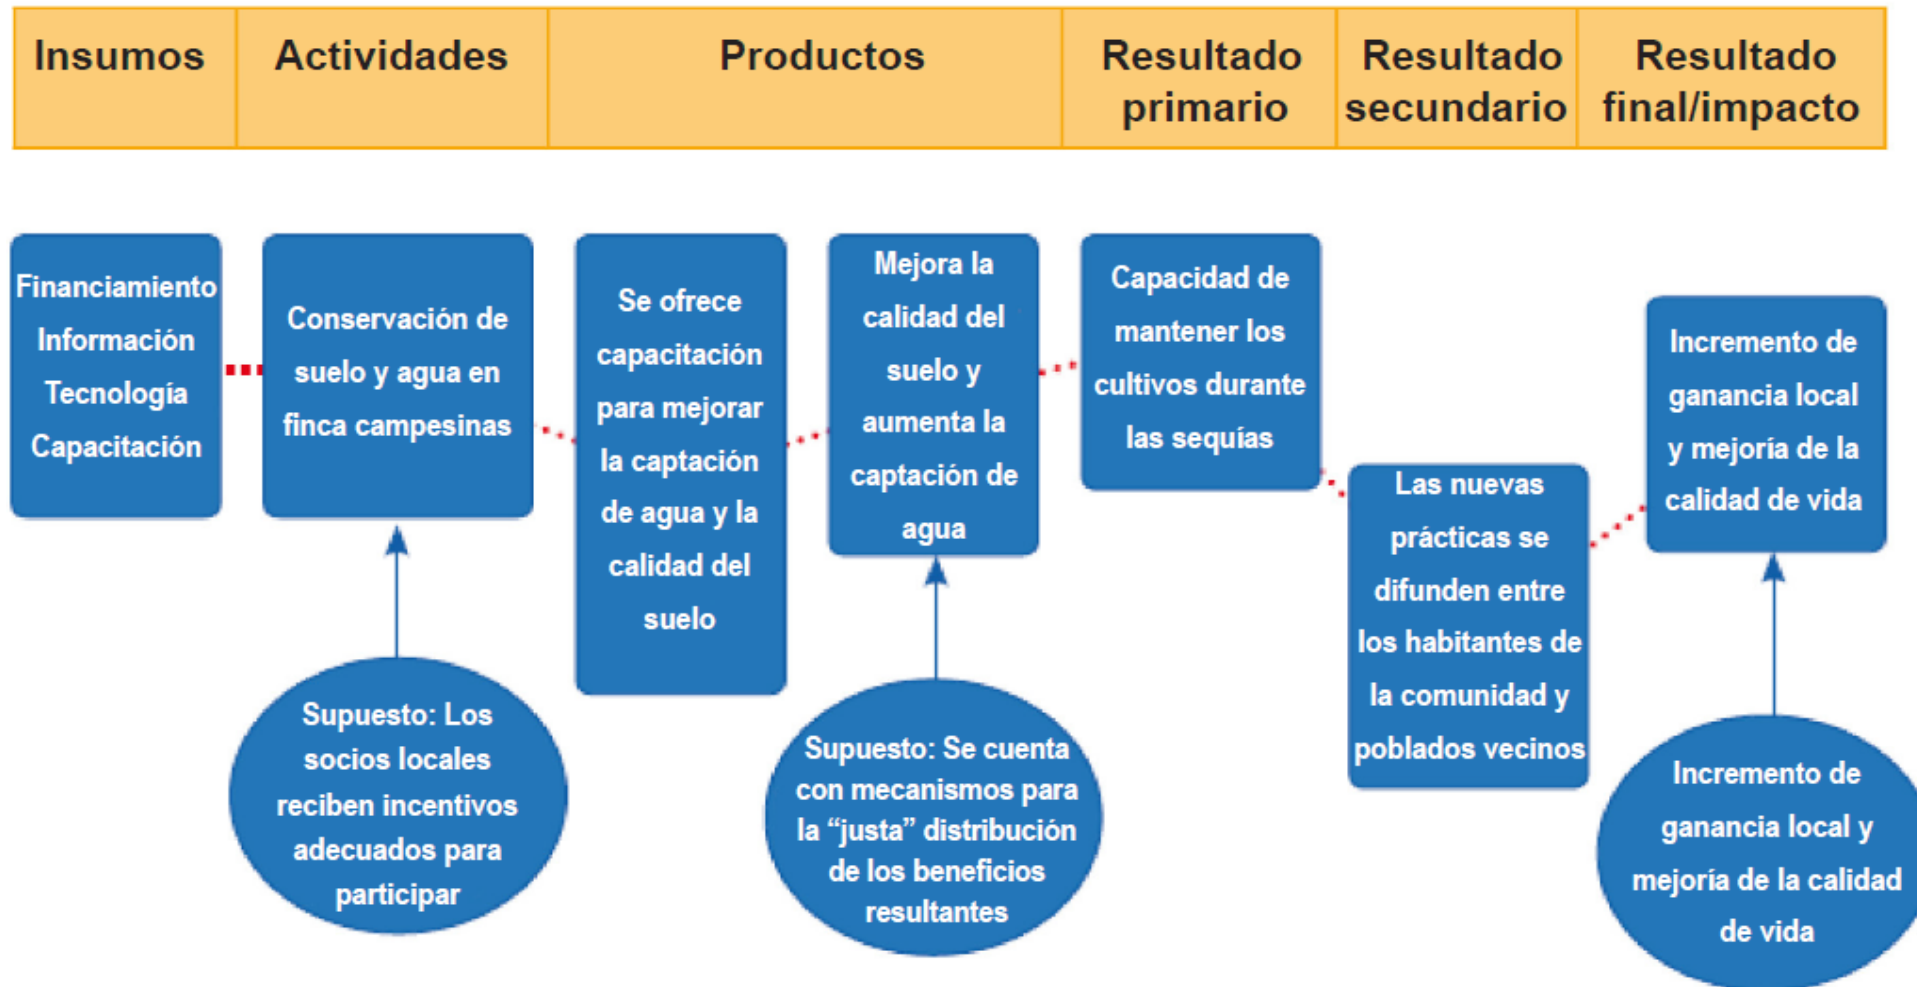 Insumos
Actividades
Productos
Resultado
primario
Resultado
secundario
Resultado
final/impacto
Financiamiento
Información
Tecnología
Capacitación
Conservación de
suelo y agua en
finca campesinas
Se ofrece
capacitación
para mejorar
la captación
de agua y la
calidad del
suelo
Mejora la
calidad del
suelo y
aumenta la
captación de
agua
Capacidad de
mantener los
cultivos durante
las sequías
Las nuevas
prácticas se
difunden entre
los habitantes de
la comunidad y
poblados vecinos
Incremento de
ganancia local
y mejoría de la
calidad de vida
Supuesto: Los
socios locales
reciben incentivos
adecuados para
participar
Supuesto: Se cuenta
con mecanismos para
la “justa” distribución
de los beneficios
resultantes
Incremento de
ganancia local y
mejoría de la calidad
de vida